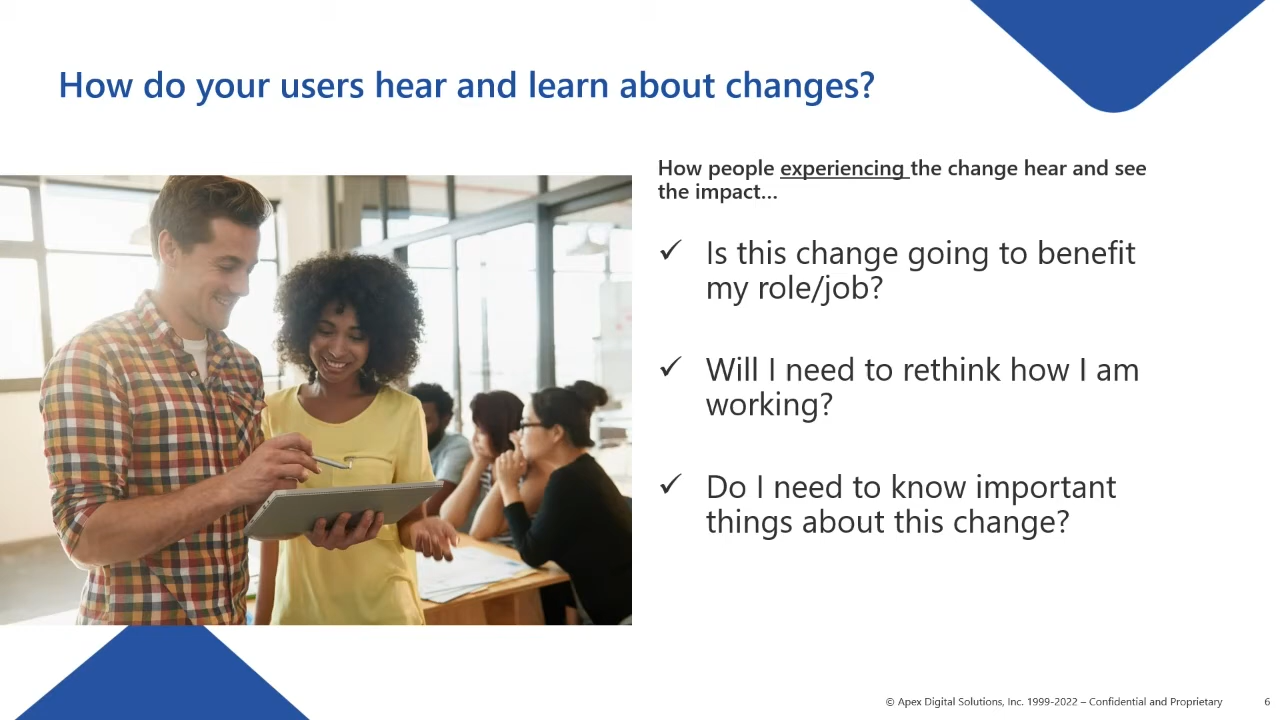 How do your users hear and learn about changes?
How people experiencing the change hear and see
the impact...
✓ Is this change going to benefit
my role/job?
✓ Will I need to rethink how I am
working?
✓ Do I need to know important
things about this change?
© Apex Digital Solutions, Inc. 1999-2022 – Confidential and Proprietary
6